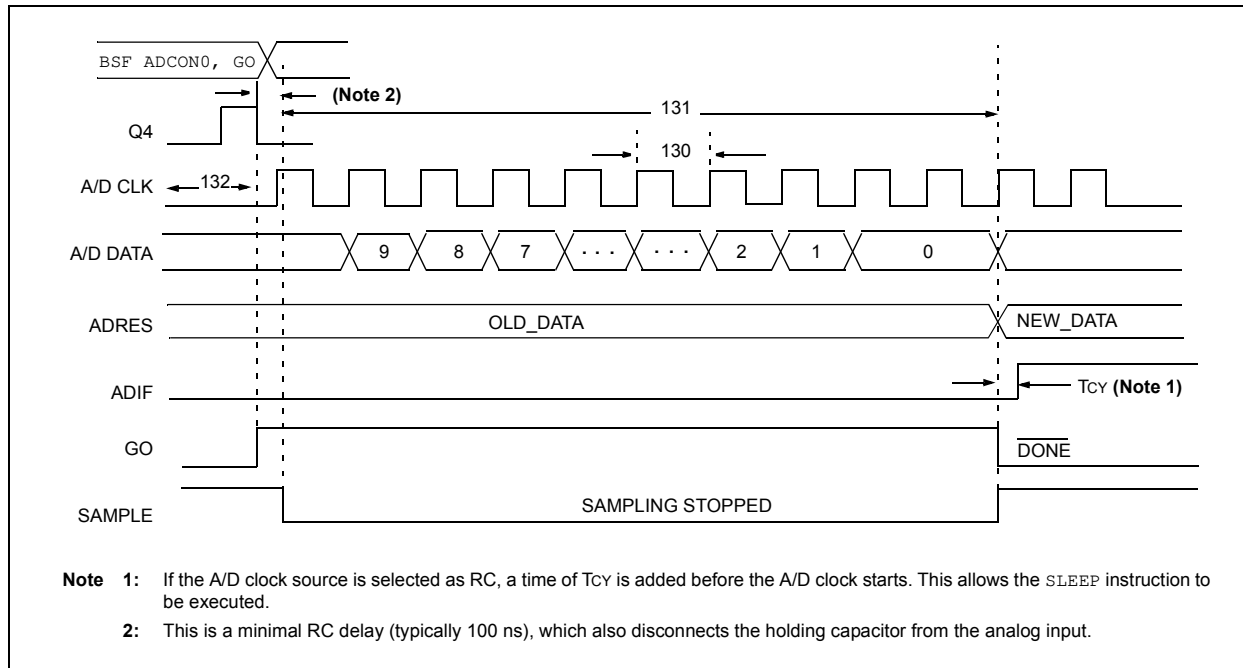 BSF ADCON0, GO
(Note 2)
131
Q4
130
A/D CLK
132
A/D DATA
9 8 7 · · · · · · 2 1 0
ADRES
OLD_DATA
NEW_DATA
ADIF
TCY (Note 1)
GO
DONE
SAMPLE
SAMPLING STOPPED
Note 1: If the A/D clock source is selected as RC, a time of TCY is added before the A/D clock starts. This allows the SLEEP instruction to
be executed.
2: This is a minimal RC delay (typically 100 ns), which also disconnects the holding capacitor from the analog input.